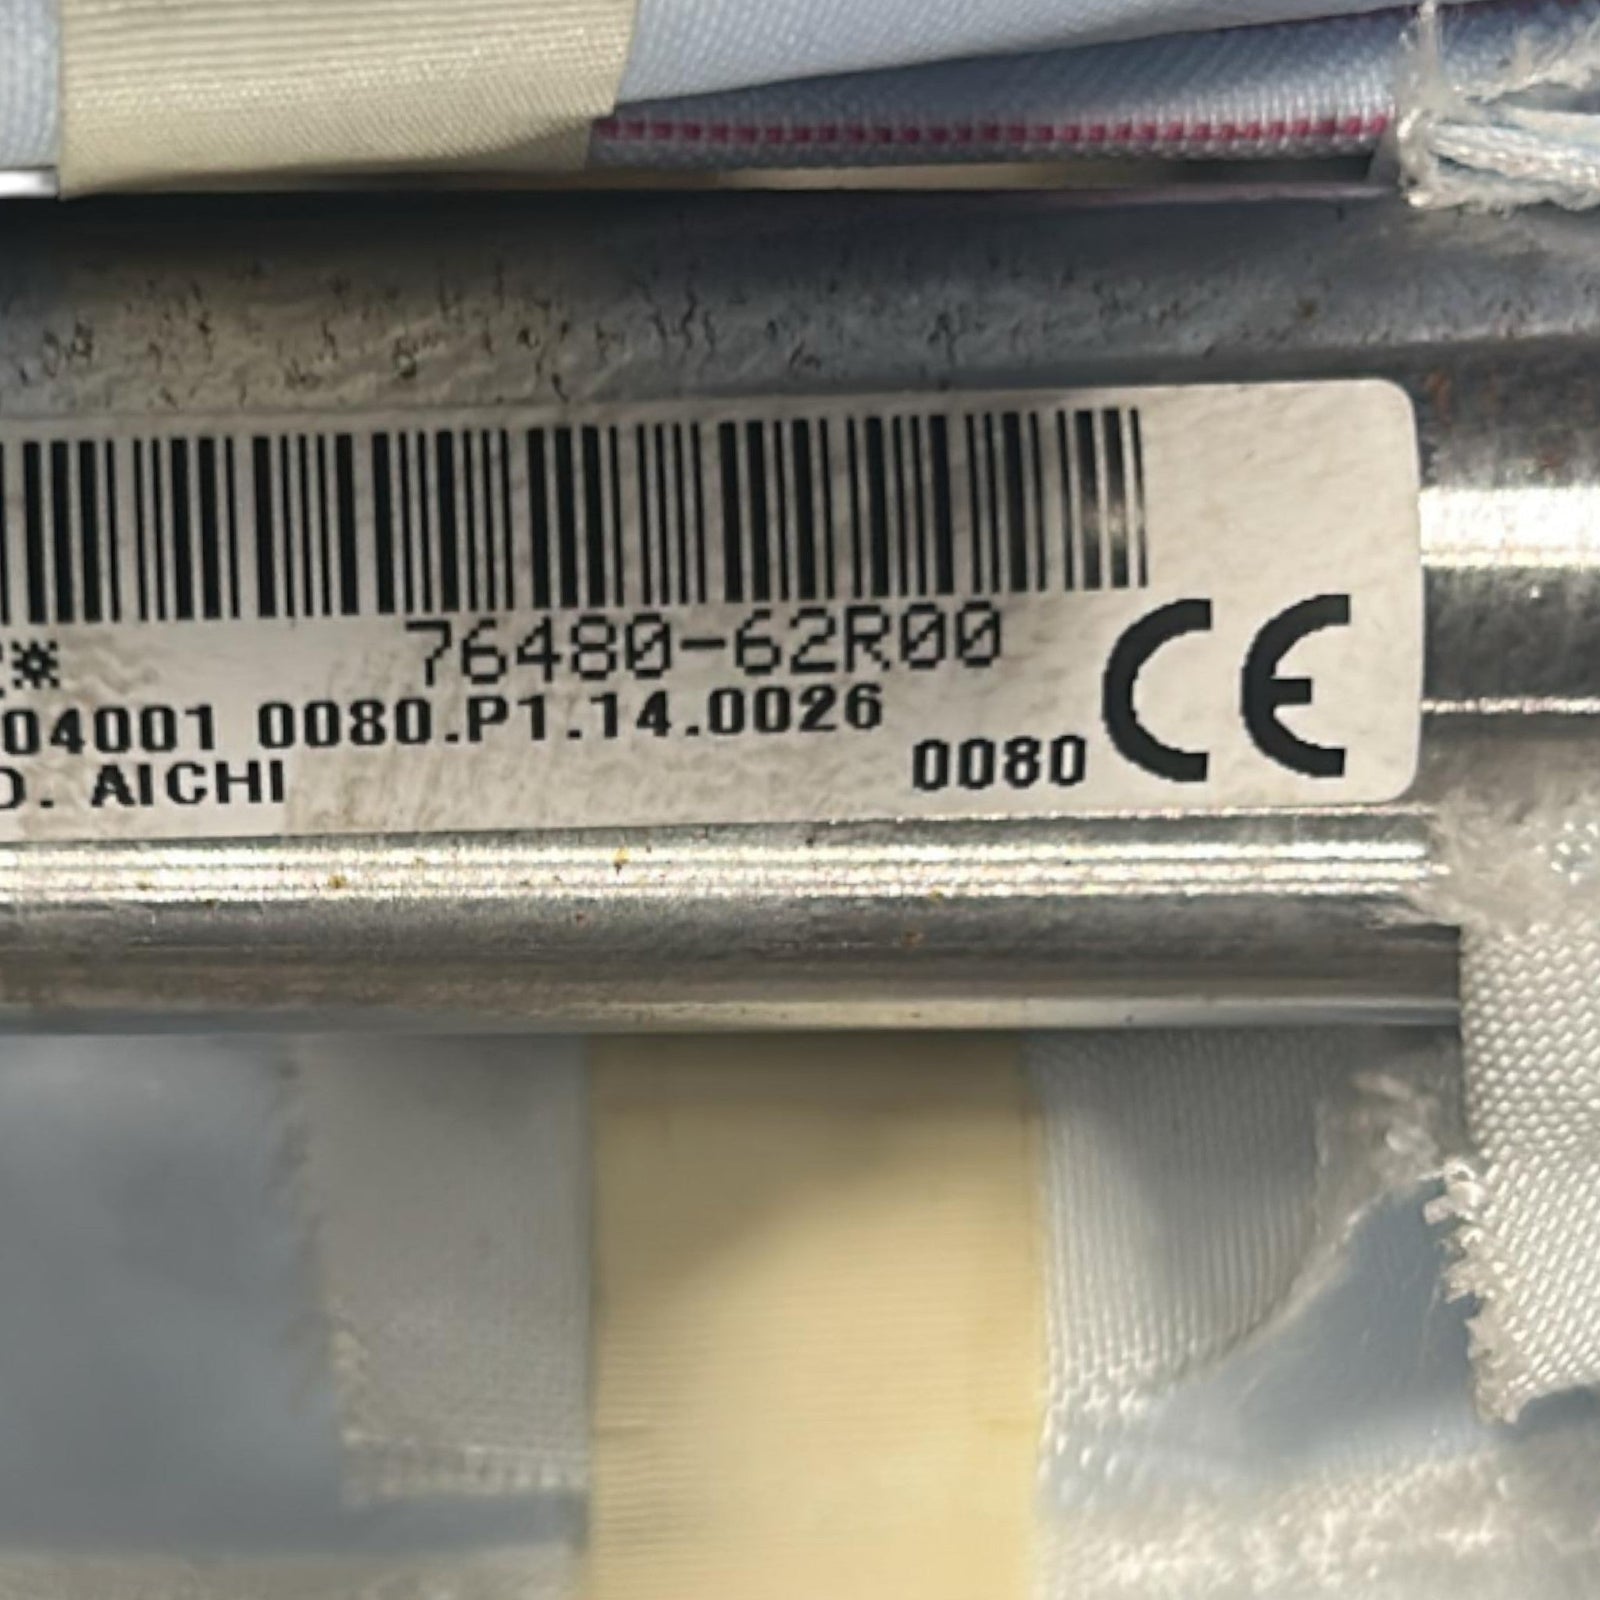 * 76480-62R00
04001 0080.P1.14.0026
D. AICHI 0080 CE